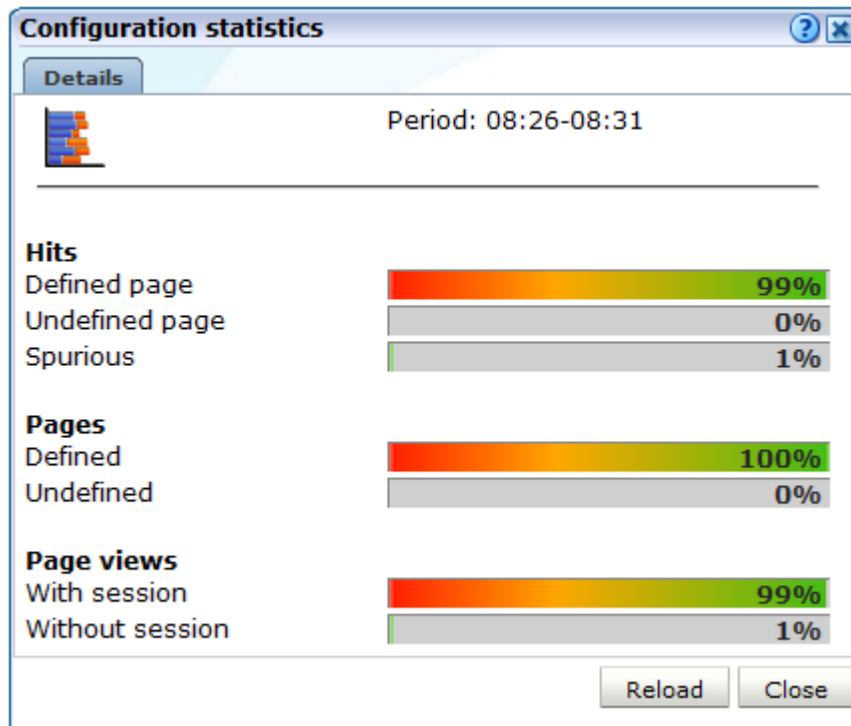 Configuration statistics
?
Details
Period: 08:26-08:31
Hits
Defined page 99%
Undefined page 0%
Spurious 1%
Pages
Defined 100%
Undefined 0%
Page views
With session 99%
Without session 1%
Reload Close